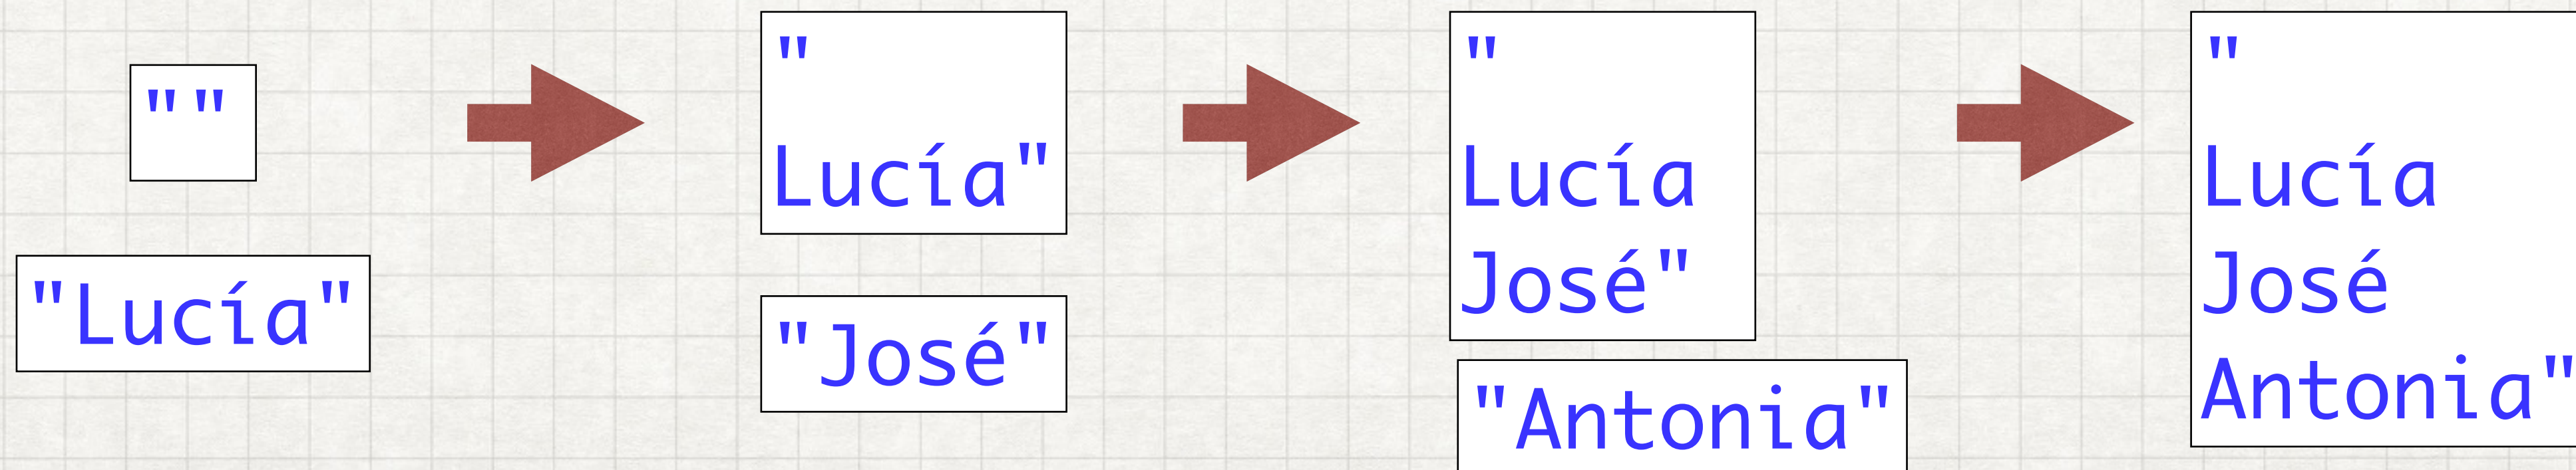 ""
"Lucía"
"
Lucía"
"José"
"
Lucía
José"
"Antonia"
"
Lucía
José
Antonia"